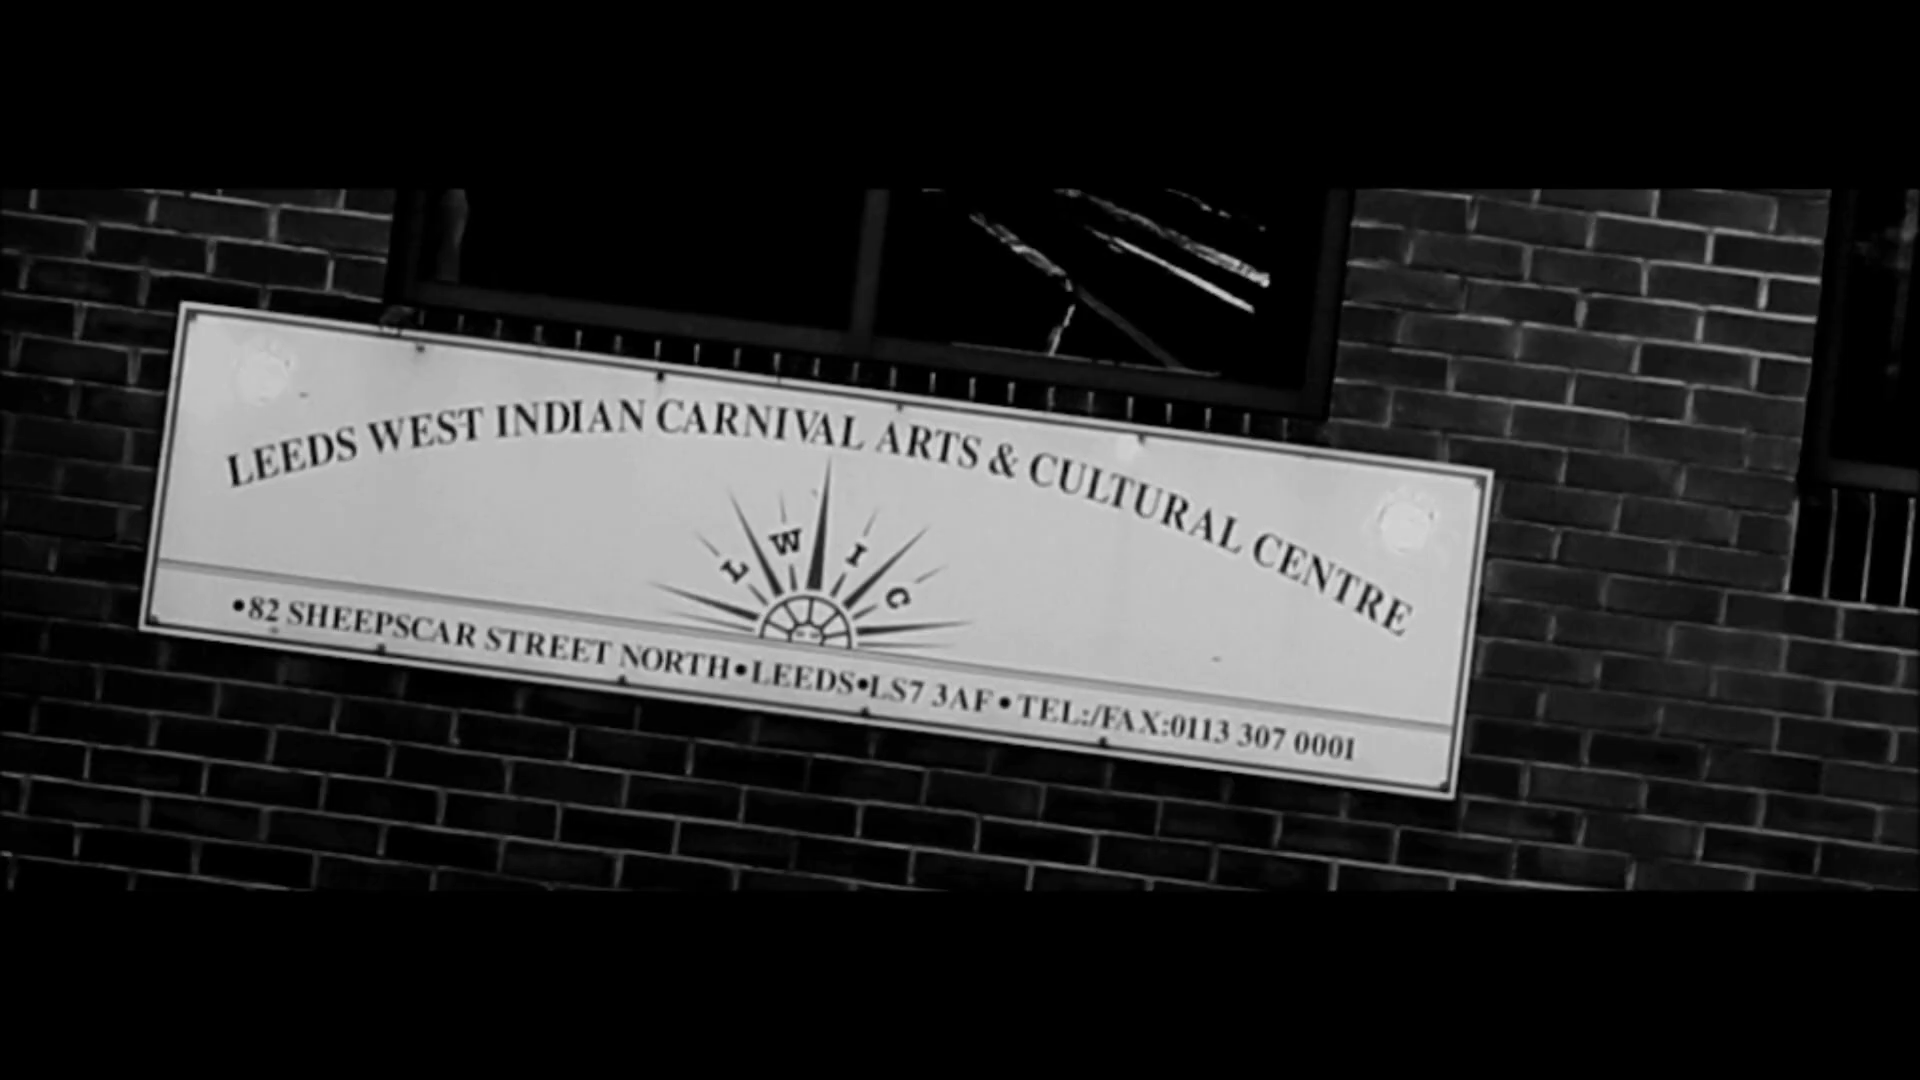 LEEDS WEST INDIAN CARNIVAL ARTS & CULTURAL CENTRE
L W I C
•82 SHEEPSCAR STREET NORTH•LEEDS•LS7 3AF•TEL:/FAX:0113 307 0001